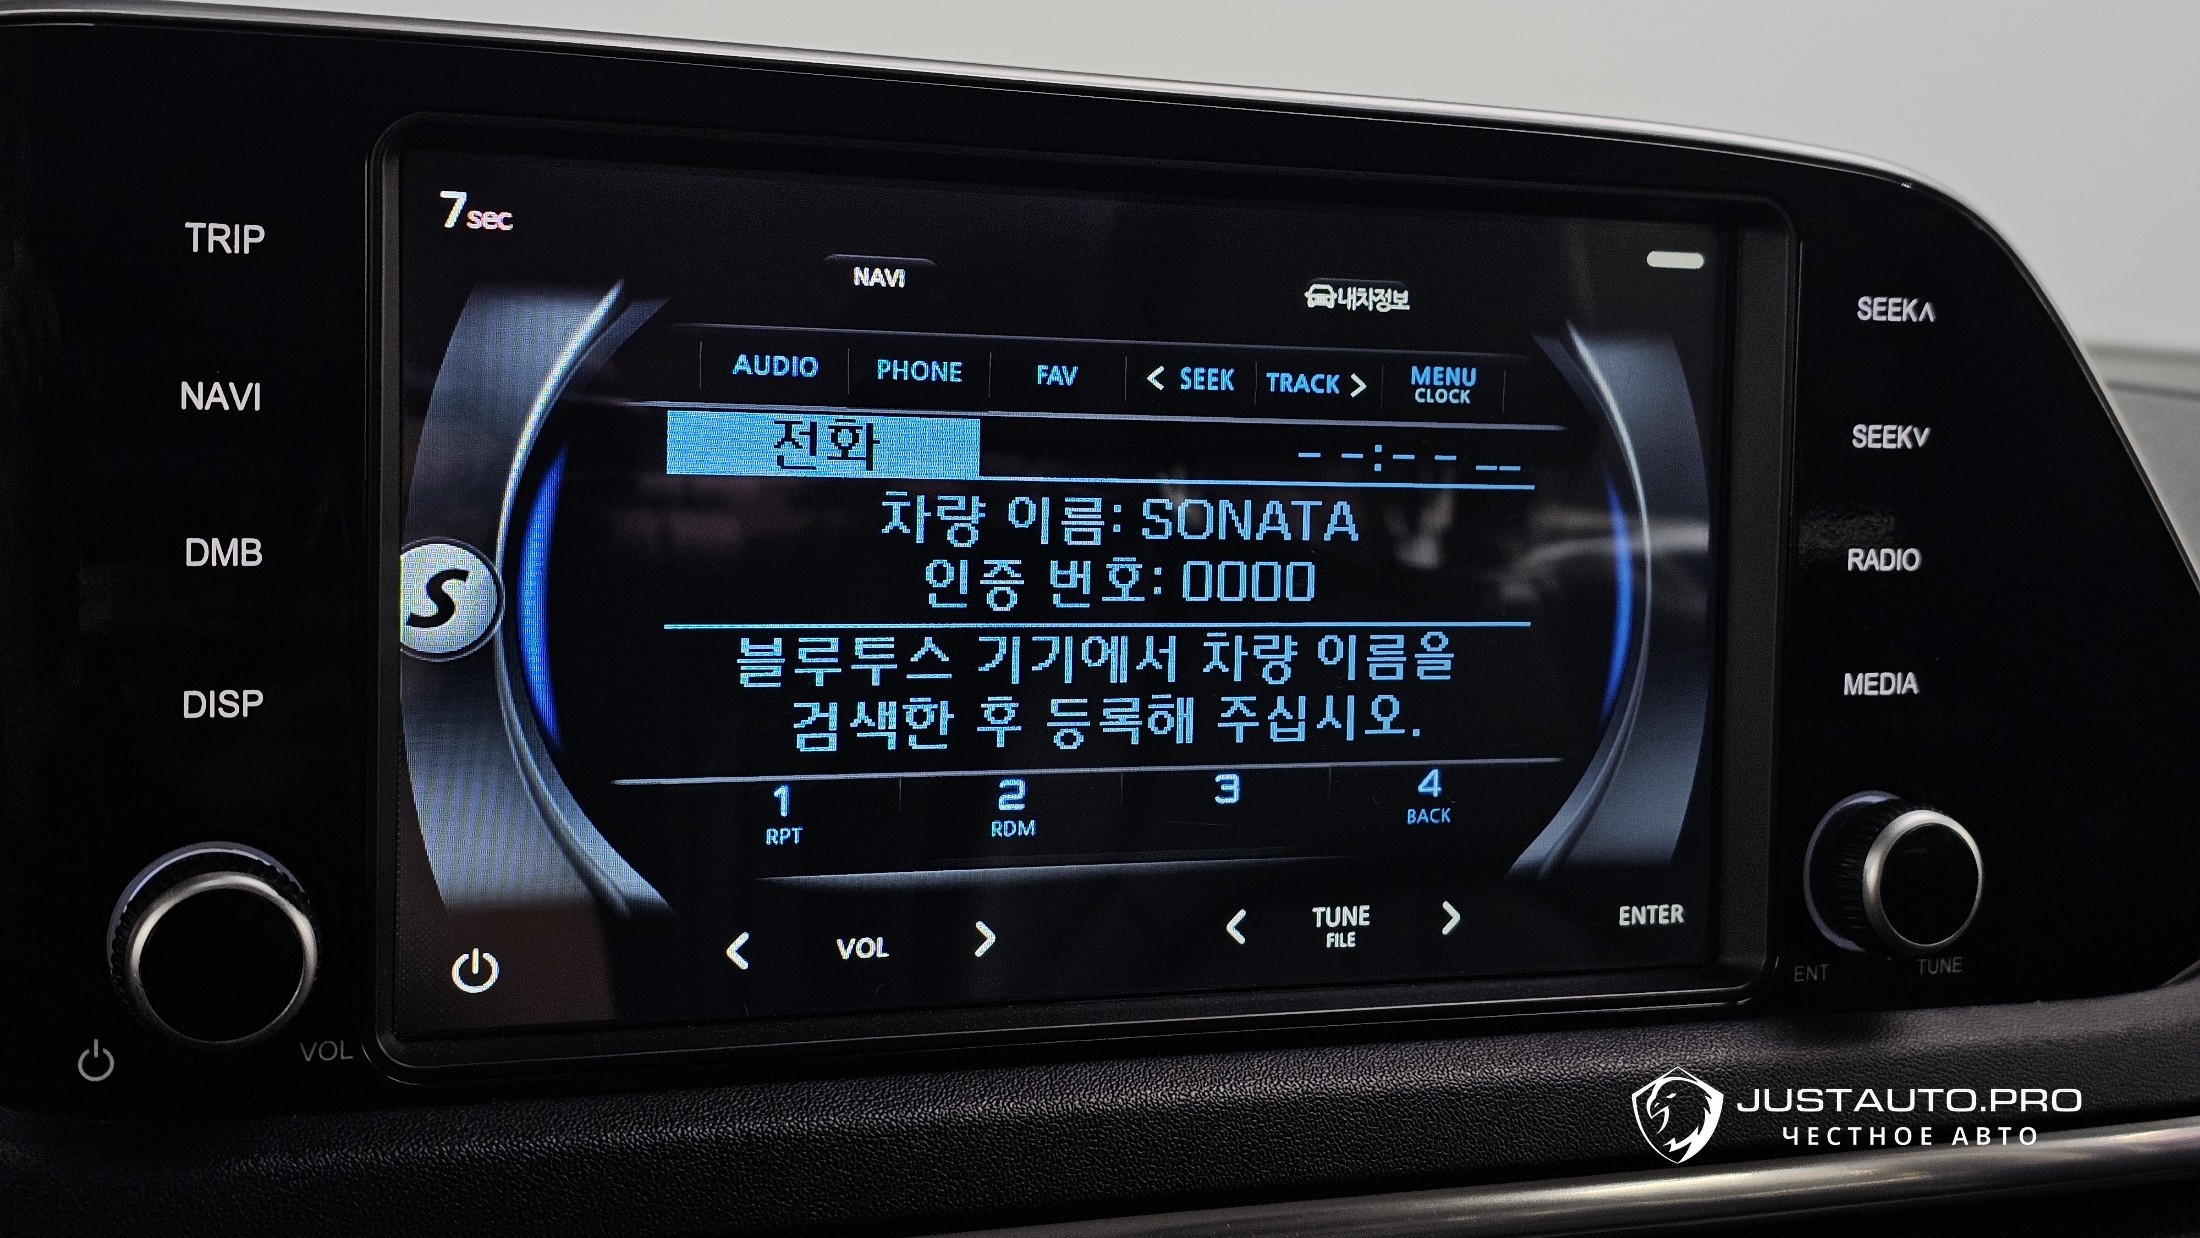 7sec
NAVI
내차정보
TRIP
NAVI
DMB
DISP
AUDIO PHONE FAV < SEEK TRACK > MENU
CLOCK
전화 --:-- --
차량 이름: SONATA
인증 번호: 0000
블루투스 기기에서 차량 이름을
검색한 후 등록해 주십시오.
1 2 3 4
RPT RDM BACK
< VOL > < TUNE > ENTER
FILE
S
VOL
SEEK∧
SEEK∨
RADIO
MEDIA
ENT TUNE
JUSTAUTO.PRO
ЧЕСТНОЕ АВТО